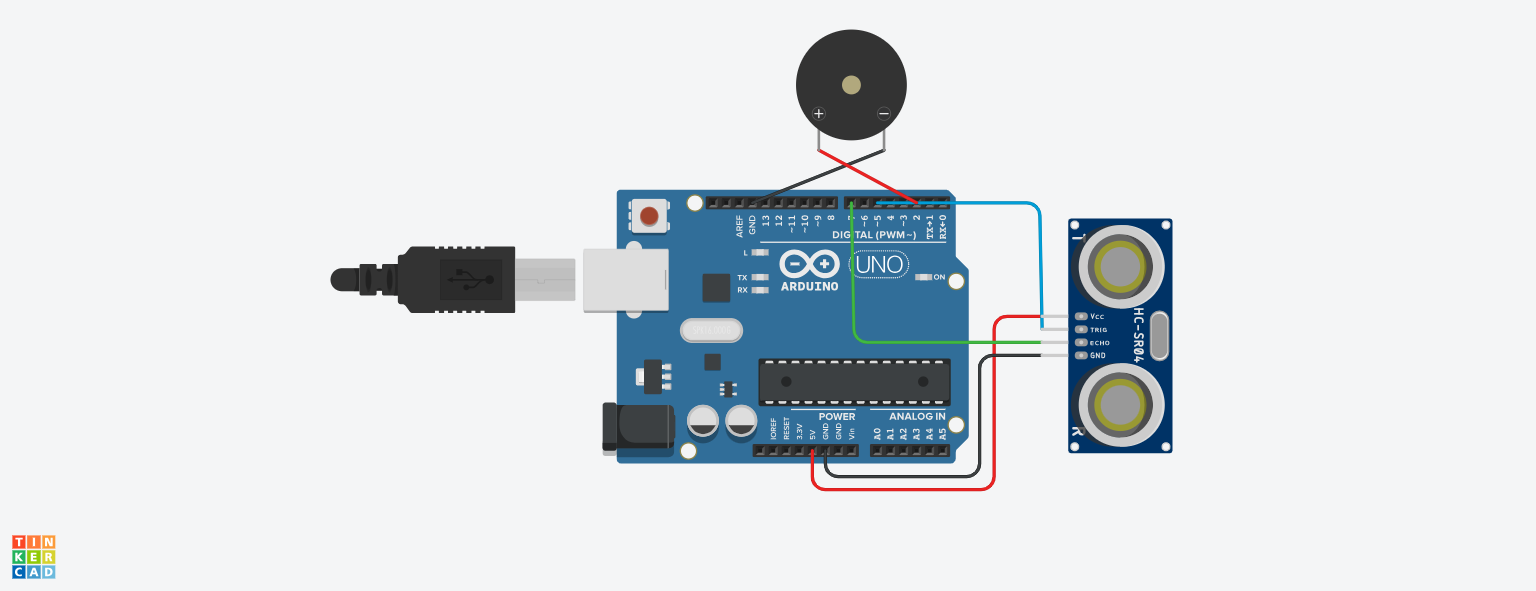 +
−
AREF
GND
13
12
~11
~10
~9
8
7
~6
~5
4
~3
2
TX→1
RX←0
DIGITAL (PWM~)
L
TX
RX
ARDUINO
UNO
ON
T
HC-SR04
Vcc
TRIG
ECHO
GND
R
POWER
ANALOG IN
IOREF
RESET
3.3V
5V
GND
GND
Vin
A0
A1
A2
A3
A4
A5
TIN
KER
CAD